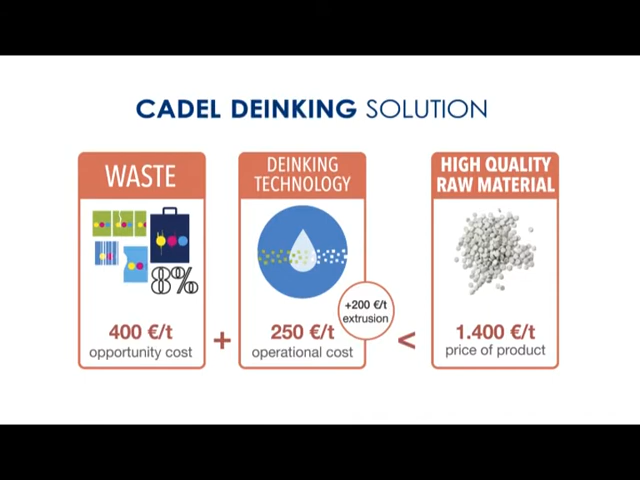 CADEL DEINKING SOLUTION
WASTE
8%
400 €/t
opportunity cost
+
DEINKING
TECHNOLOGY
250 €/t
operational cost
+200 €/t
extrusion
<
HIGH QUALITY
RAW MATERIAL
1.400 €/t
price of product